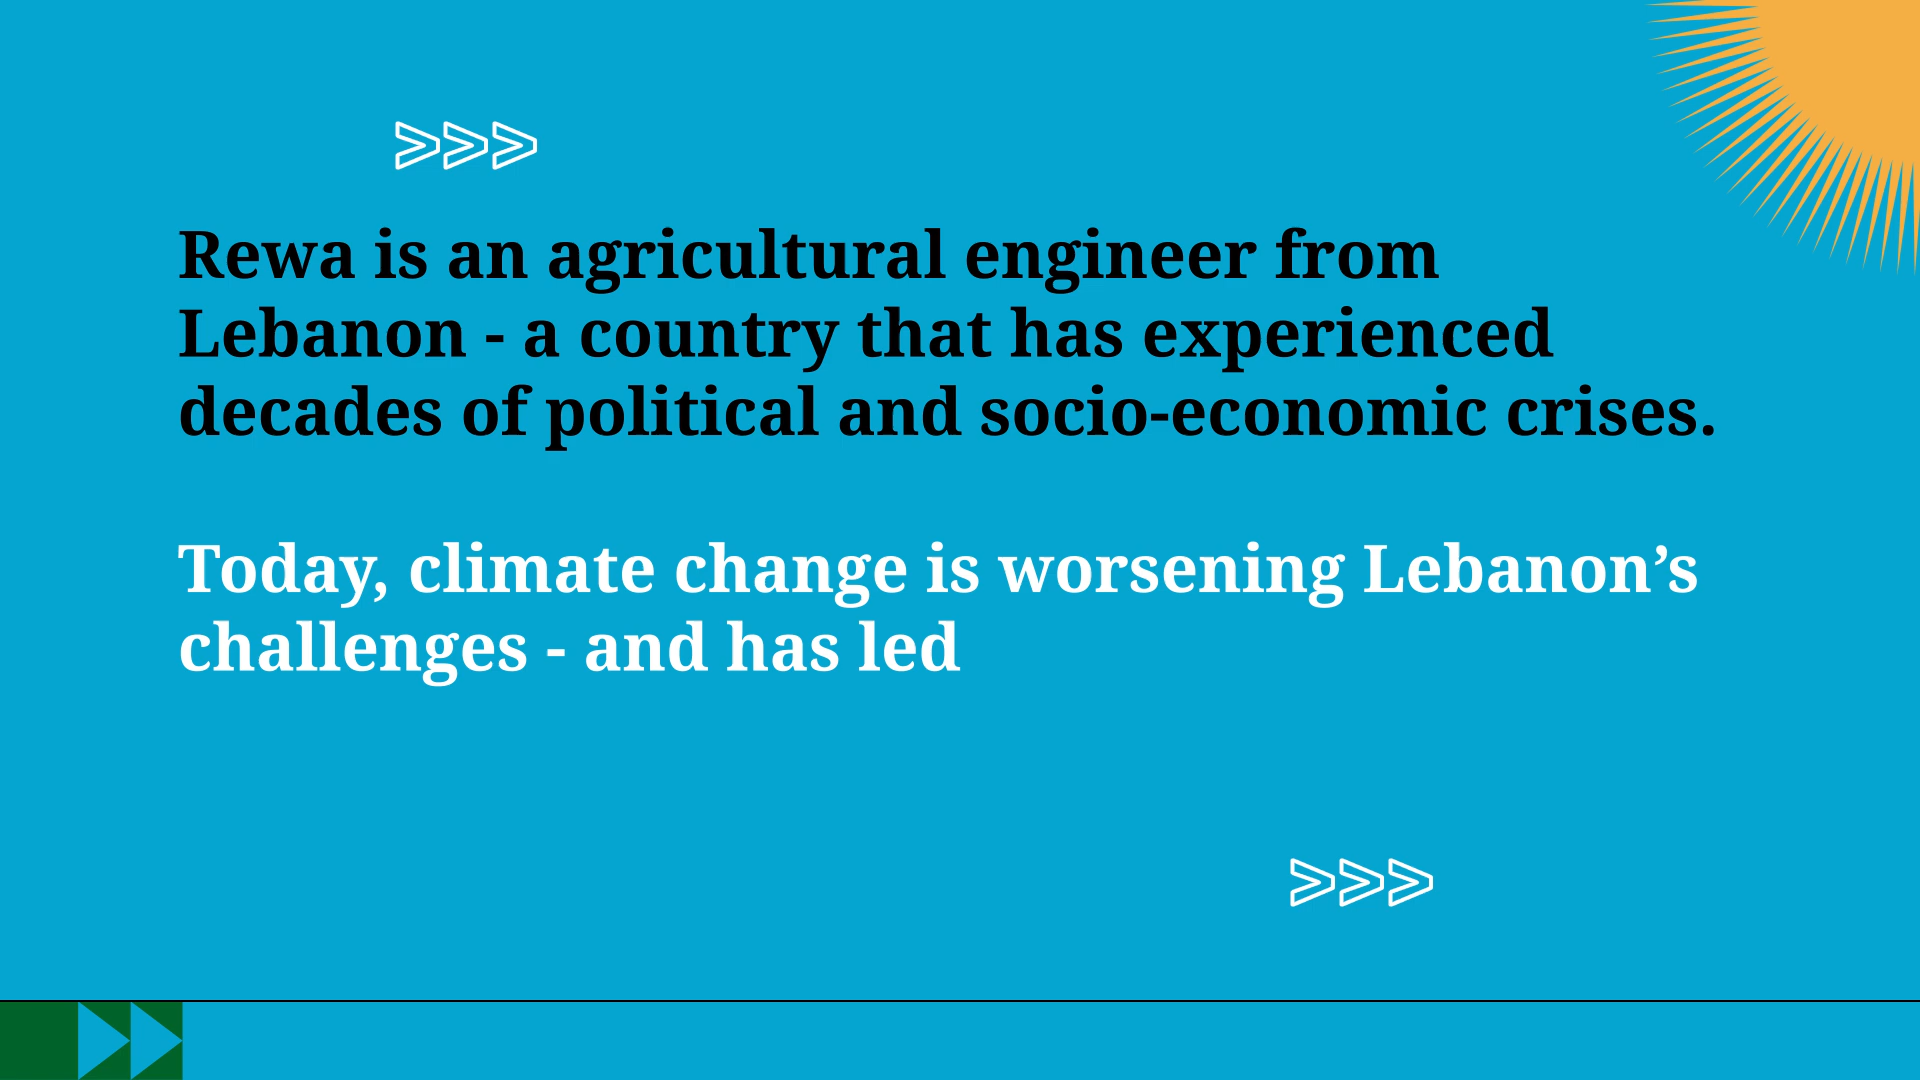 >>>
Rewa is an agricultural engineer from
Lebanon - a country that has experienced
decades of political and socio-economic crises.
Today, climate change is worsening Lebanon’s
challenges - and has led
>>>